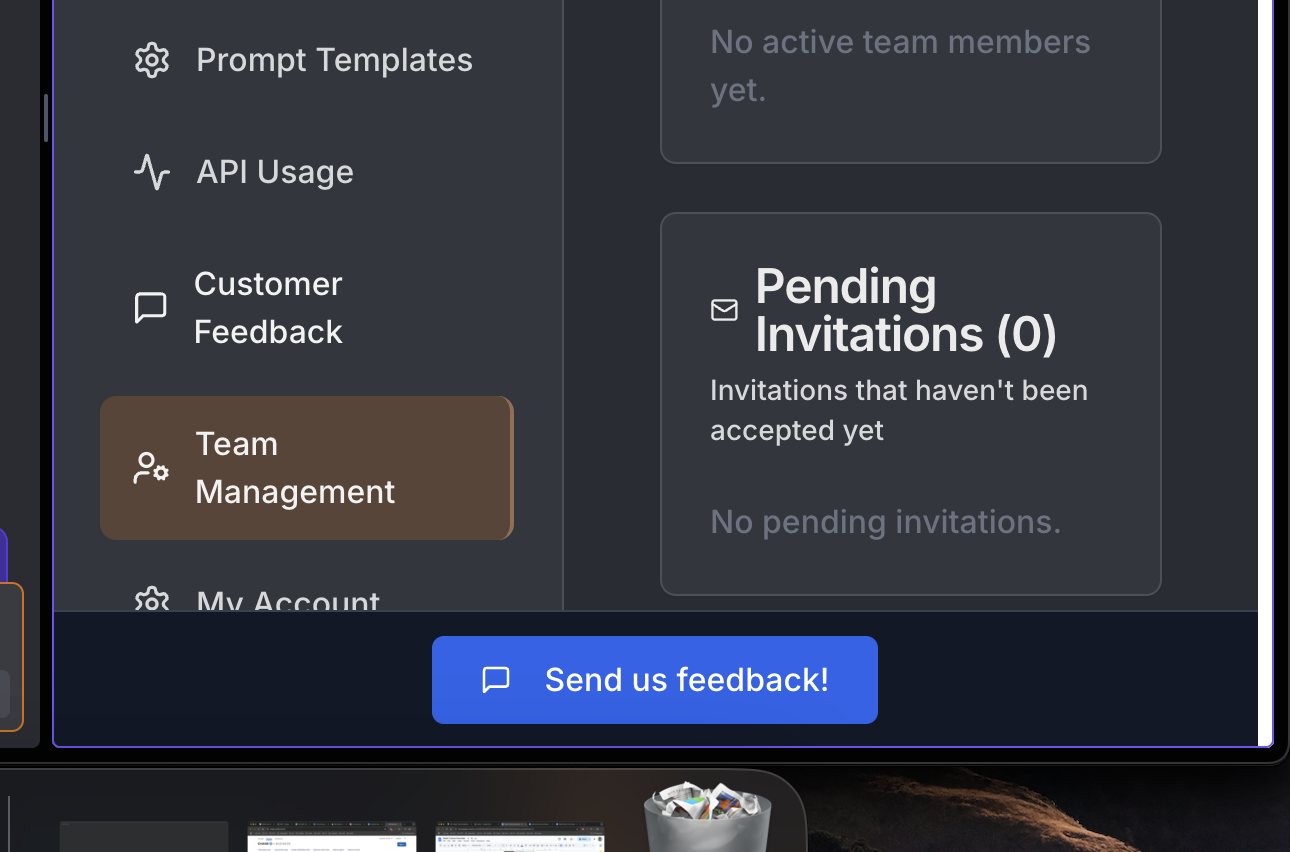 Prompt Templates
API Usage
Customer
Feedback
Team
Management
My Account
No active team members
yet.
Pending
Invitations (0)
Invitations that haven't been
accepted yet
No pending invitations.
Send us feedback!